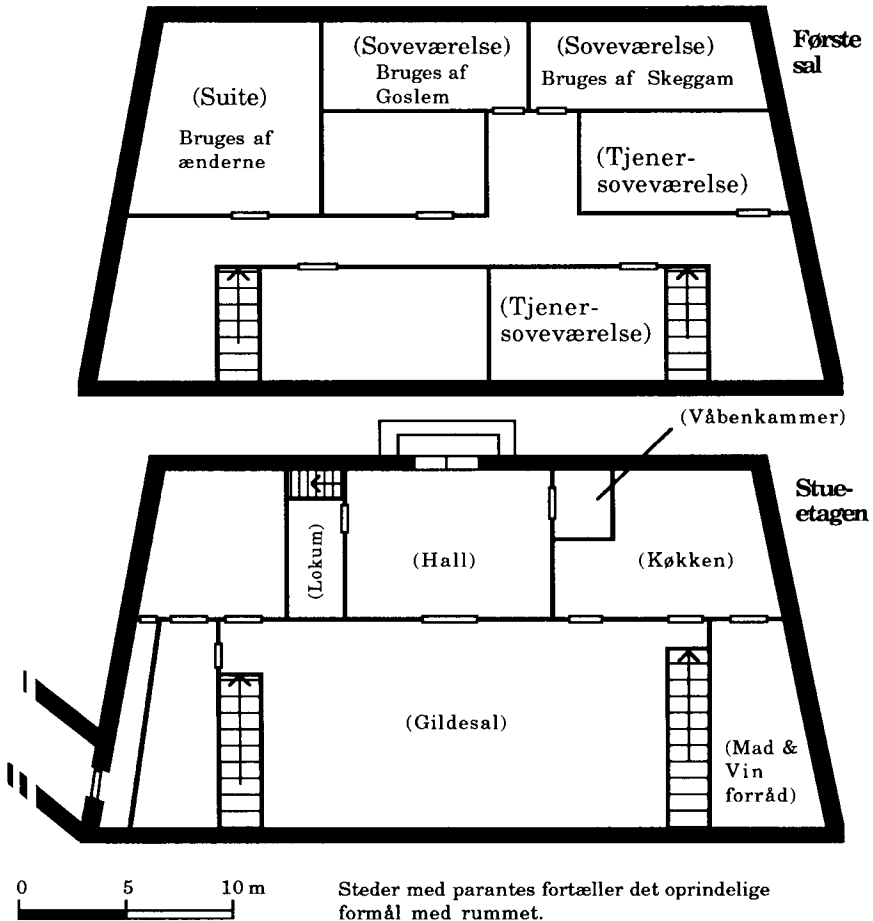 Første
sal
(Soveværelse)
Bruges af
Goslem
(Soveværelse)
Bruges af Skeggam
(Suite)
Bruges af
ænderne
(Tjener-
soveværelse)
(Tjener-
soveværelse)
(Våbenkammer)
Stue-
etagen
(Lokum)
(Hall)
(Køkken)
(Gildesal)
(Mad &
Vin
forråd)
0 5 10 m
Steder med parantes fortæller det oprindelige
formål med rummet.